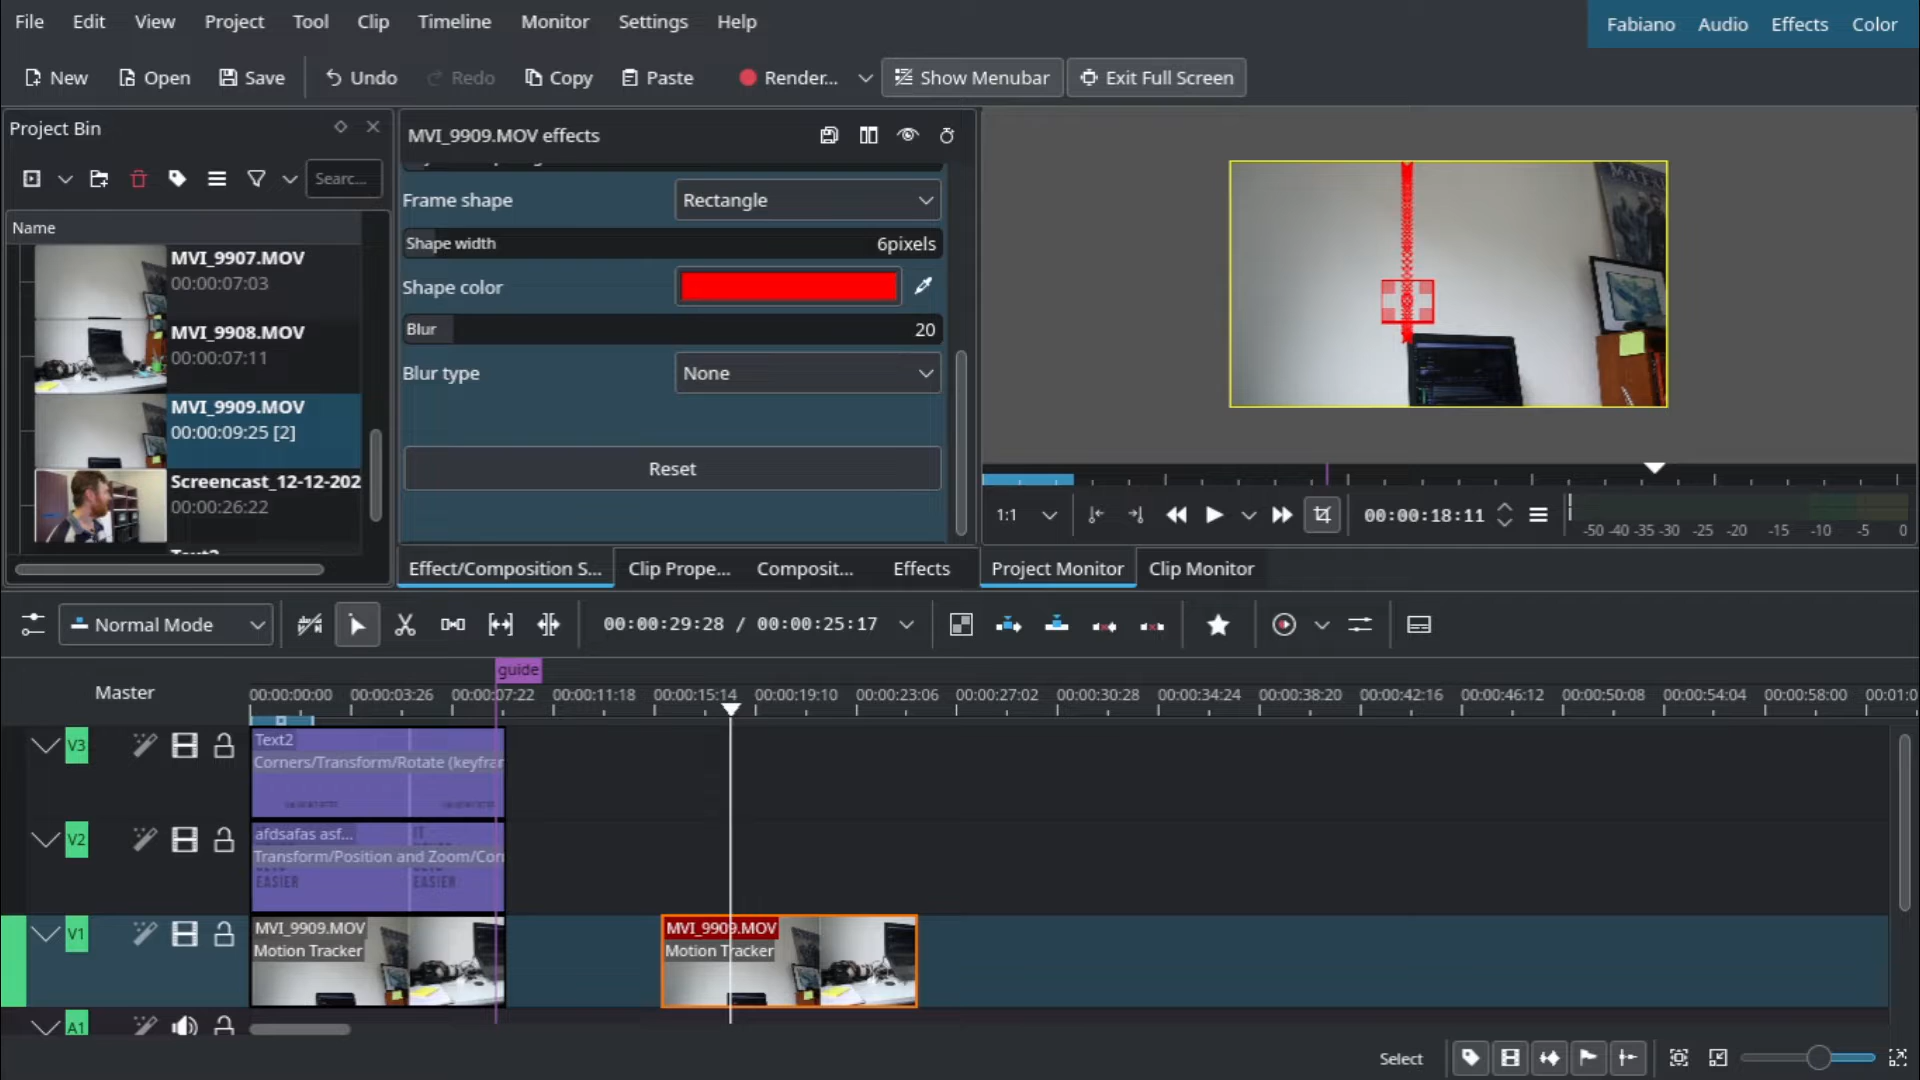 File Edit View Project Tool Clip Timeline Monitor Settings Help
Fabiano Audio Effects Color
New Open Save Undo Redo Copy Paste Render... Show Menubar Exit Full Screen
Project Bin
Searc...
Name
MVI_9907.MOV
00:00:07:03
MVI_9908.MOV
00:00:07:11
MVI_9909.MOV
00:00:09:25 [2]
Screencast_12-12-202
00:00:26:22
Text2
MVI_9909.MOV effects
Frame shape Rectangle
Shape width 6pixels
Shape color
Blur 20
Blur type None
Reset
Effect/Composition S... Clip Prope... Composit... Effects
1:1 00:00:18:11
-50 -40 -35 -30 -25 -20 -15 -10 -5 0
Project Monitor Clip Monitor
Normal Mode 00:00:29:28 / 00:00:25:17
guide
Master
00:00:00:00 00:00:03:26 00:00:07:22 00:00:11:18 00:00:15:14 00:00:19:10 00:00:23:06 00:00:27:02 00:00:30:28 00:00:34:24 00:00:38:20 00:00:42:16 00:00:46:12 00:00:50:08 00:00:54:04 00:00:58:00 00:01:0
V3
Text2
Corners/Transform/Rotate (keyfrar
V2
afdsafas asf...
Transform/Position and Zoom/Cor
EASIER EASIER
V1
MVI_9909.MOV
Motion Tracker
MVI_9909.MOV
Motion Tracker
A1
Select